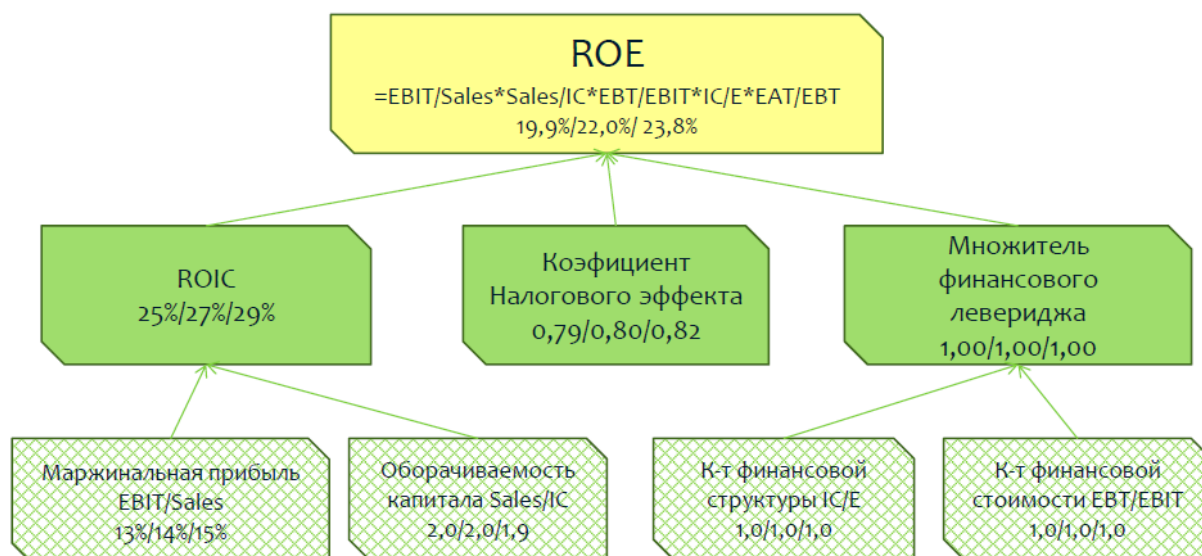 ROE
=EBIT/Sales*Sales/IC*EBT/EBIT*IC/E*EAT/EBT
19,9%/22,0%/ 23,8%
ROIC
25%/27%/29%
Коэфициент
Налогового эффекта
0,79/0,80/0,82
Множитель
финансового
левериджа
1,00/1,00/1,00
Маржинальная прибыль
EBIT/Sales
13%/14%/15%
Оборачиваемость
капитала Sales/IC
2,0/2,0/1,9
К-т финансовой
структуры IC/E
1,0/1,0/1,0
К-т финансовой
стоимости EBT/EBIT
1,0/1,0/1,0